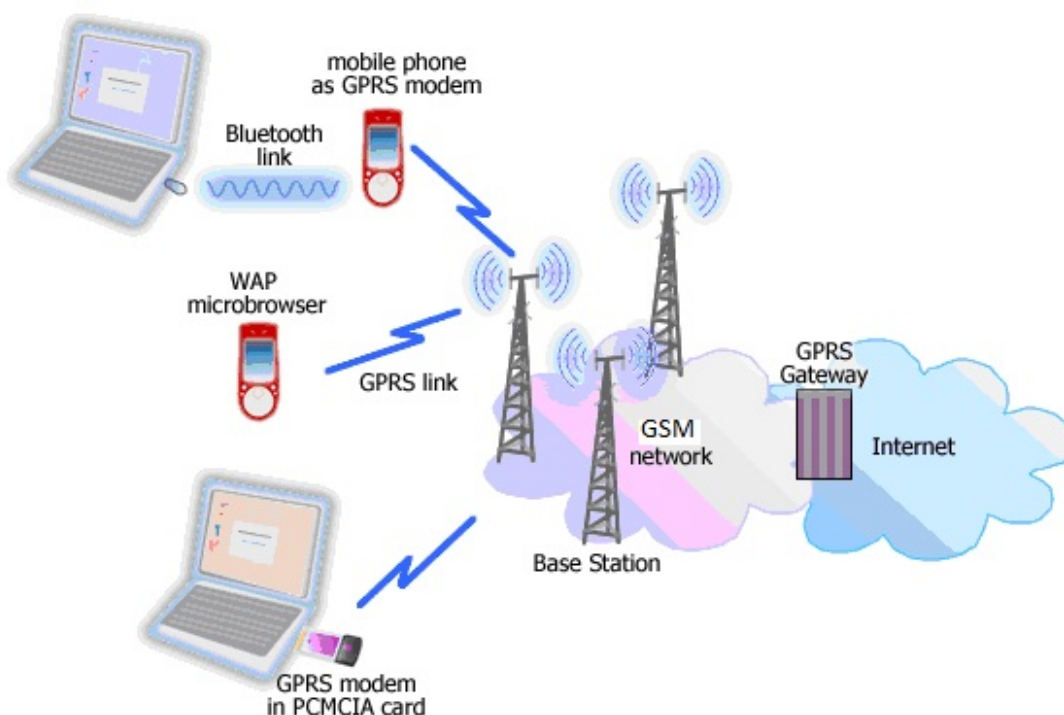 mobile phone
as GPRS modem
Bluetooth
link
WAP
microbrowser
GPRS link
GPRS
Gateway
GSM
network
Internet
Base Station
GPRS modem
in PCMCIA card